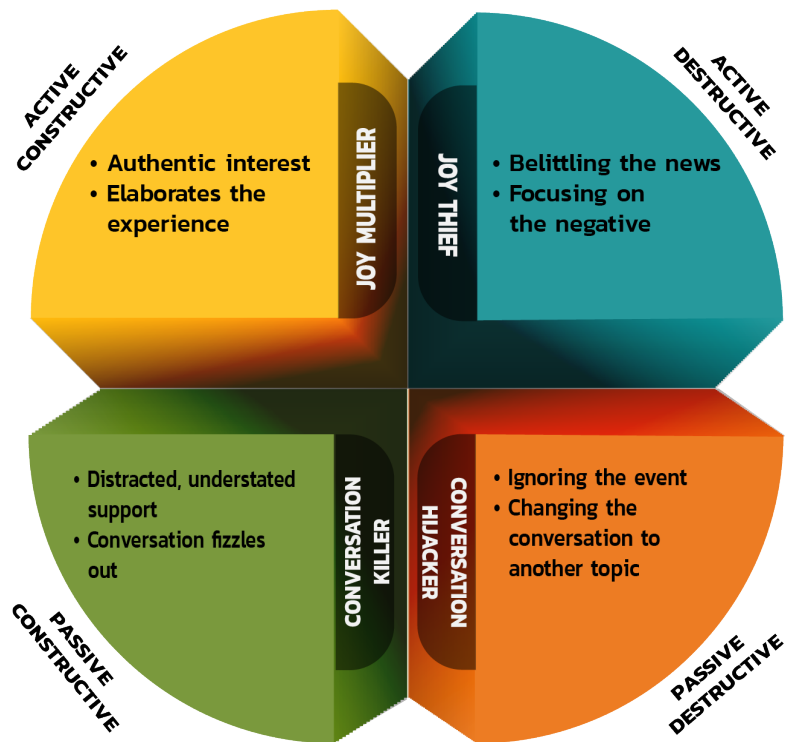 ACTIVE
CONSTRUCTIVE
• Authentic interest
• Elaborates the
experience
JOY MULTIPLIER
ACTIVE
DESTRUCTIVE
JOY THIEF
• Belittling the news
• Focusing on
the negative
PASSIVE
CONSTRUCTIVE
• Distracted, understated
support
• Conversation fizzles
out
CONVERSATION
KILLER
PASSIVE
DESTRUCTIVE
CONVERSATION
HIJACKER
• Ignoring the event
• Changing the
conversation to
another topic